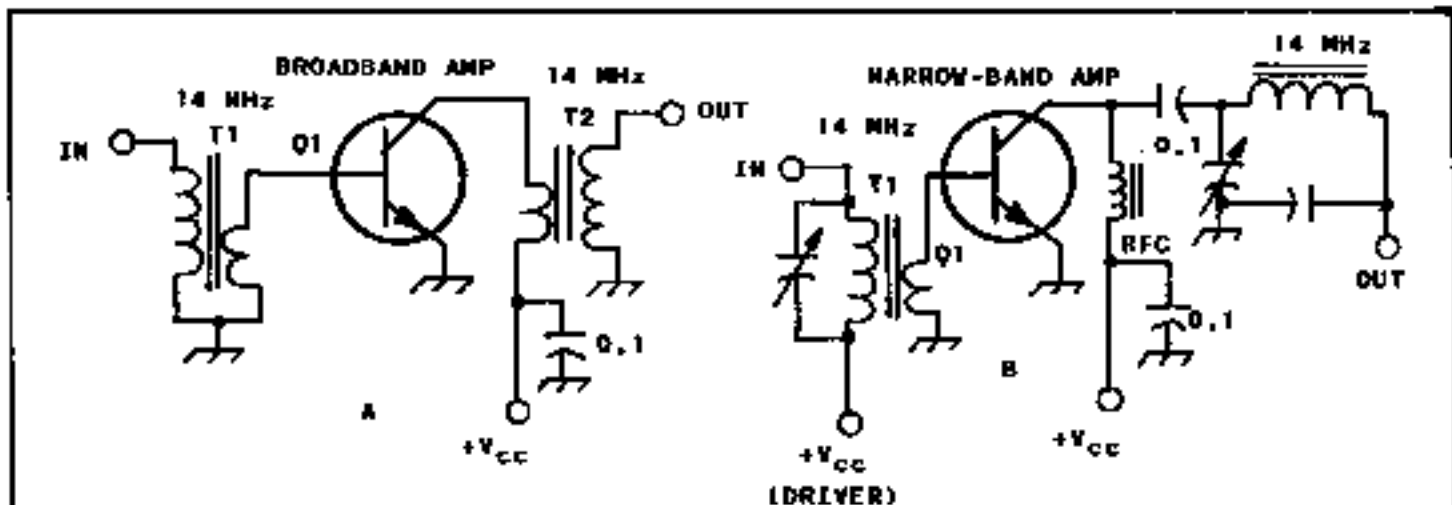 BROADBAND AMP
14 MHz
14 MHz
T1
T2
OUT
IN
Q1
0.1
A
+Vcc
NARROW-BAND AMP
14 MHz
14 MHz
IN
T1
Q1
0.1
RFC
OUT
0.1
B
+Vcc
+Vcc
(DRIVER)